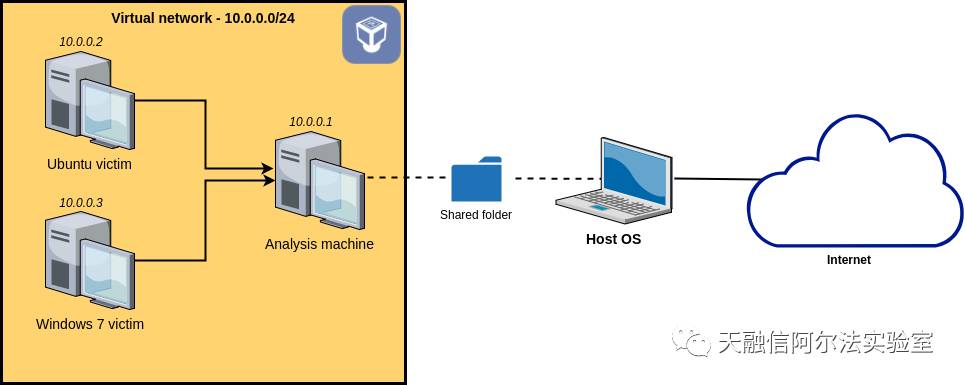 Virtual network - 10.0.0.0/24
10.0.0.2
Ubuntu victim
10.0.0.1
Analysis machine
10.0.0.3
Windows 7 victim
Shared folder
Host OS
Internet
天融信阿尔法实验室